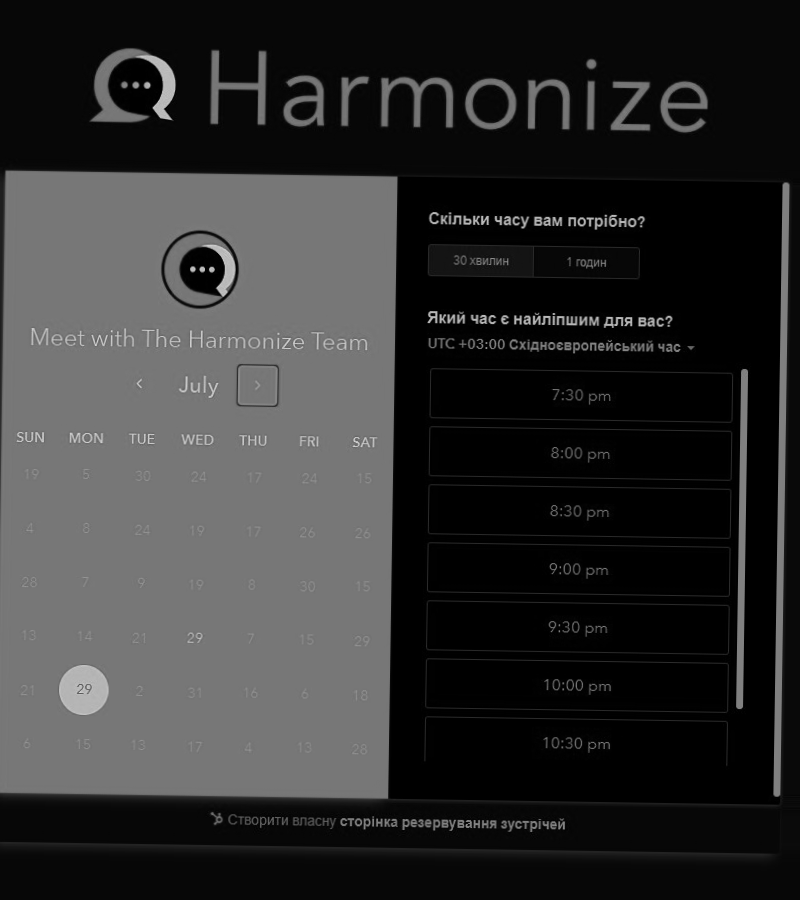 Harmonize
Meet with The Harmonize Team
July
SUN MON TUE WED THU FRI SAT
19 5 30 24 17 24 15
4 8 24 19 17 26 26
28 7 9 19 8 30 15
13 14 21 29 7 15 29
21 29 2 31 16 6 18
6 15 13 17 4 13 28
Скільки часу вам потрібно?
30 хвилин 1 годин
Який час є найліпшим для вас?
UTC +03:00 Східноєвропейський час
7:30 pm
8:00 pm
8:30 pm
9:00 pm
9:30 pm
10:00 pm
10:30 pm
Створити власну сторінка резервування зустрічей